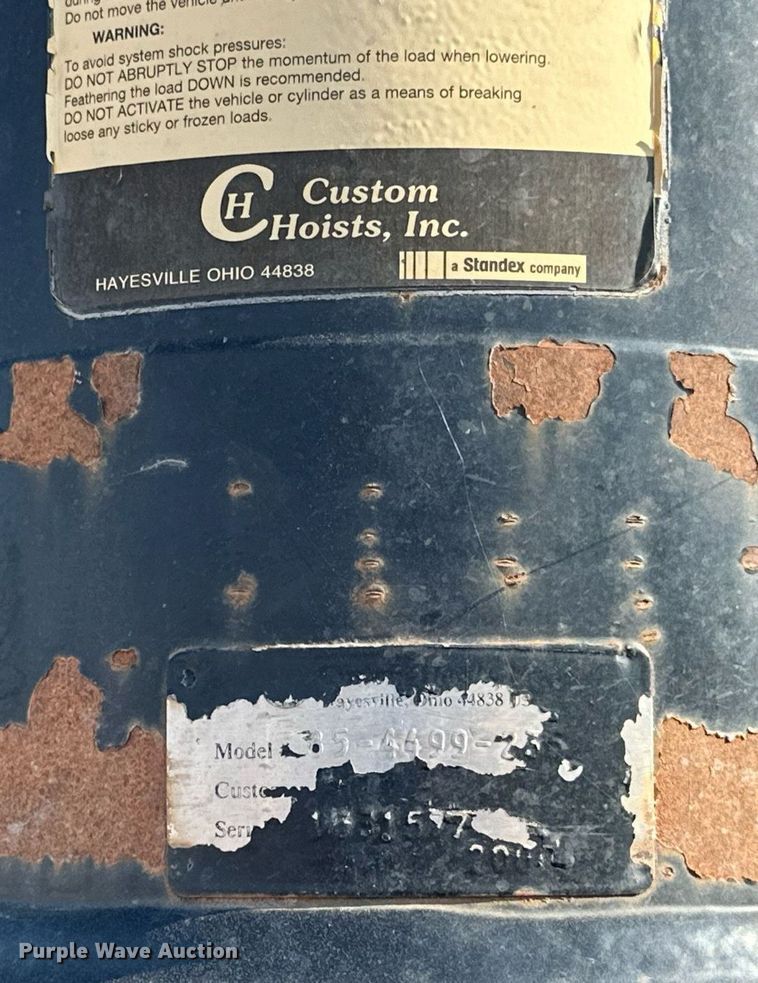 Do not move the vehicle
WARNING:
To avoid system shock pressures:
DO NOT ABRUPTLY STOP the momentum of the load when lowering.
Feathering the load DOWN is recommended.
DO NOT ACTIVATE the vehicle or cylinder as a means of breaking
loose any sticky or frozen loads.
CH Custom
Hoists, Inc.
HAYESVILLE OHIO 44838
a Standex company
Ohio 44838
Model
Purple Wave Auction